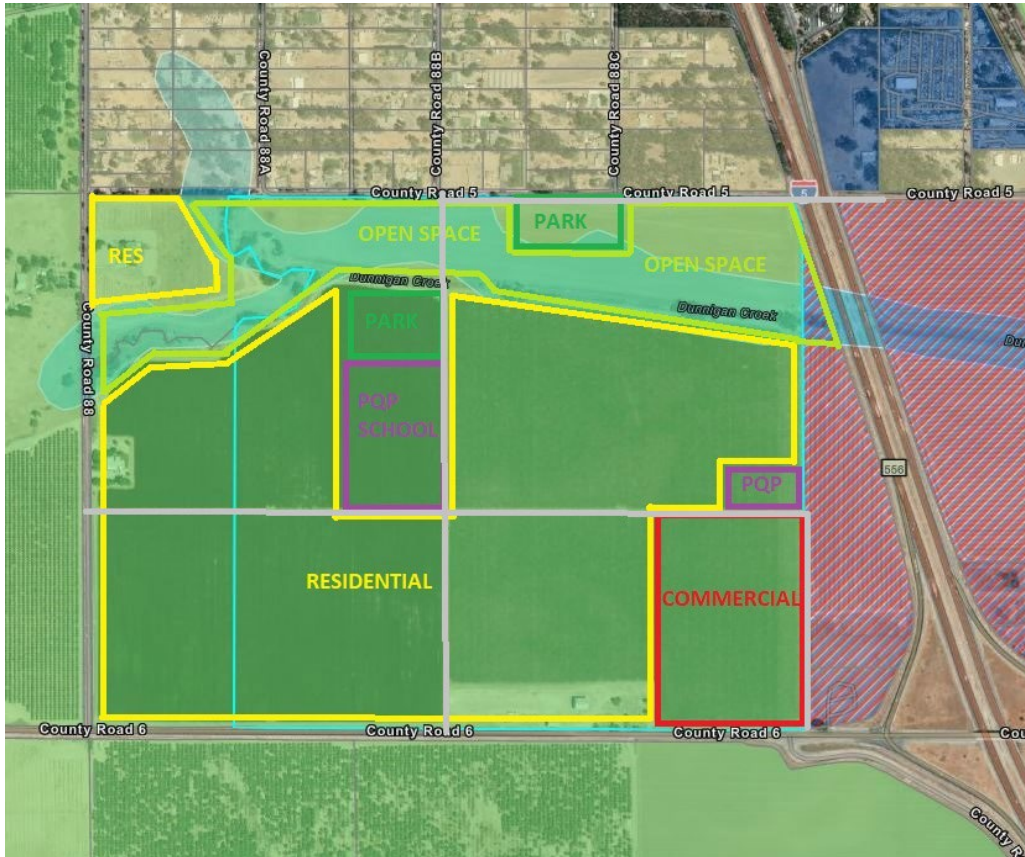 County Road 88A
County Road 88B
County Road 88C
County Road 5
County Road 5
5
County Road 5
RES
OPEN SPACE
PARK
OPEN SPACE
Dunnigan Creek
Dunnigan Creek
County Road 88
PARK
PQP
SCHOOL
556
PQP
RESIDENTIAL
COMMERCIAL
County Road 6
County Road 6
County Road 6